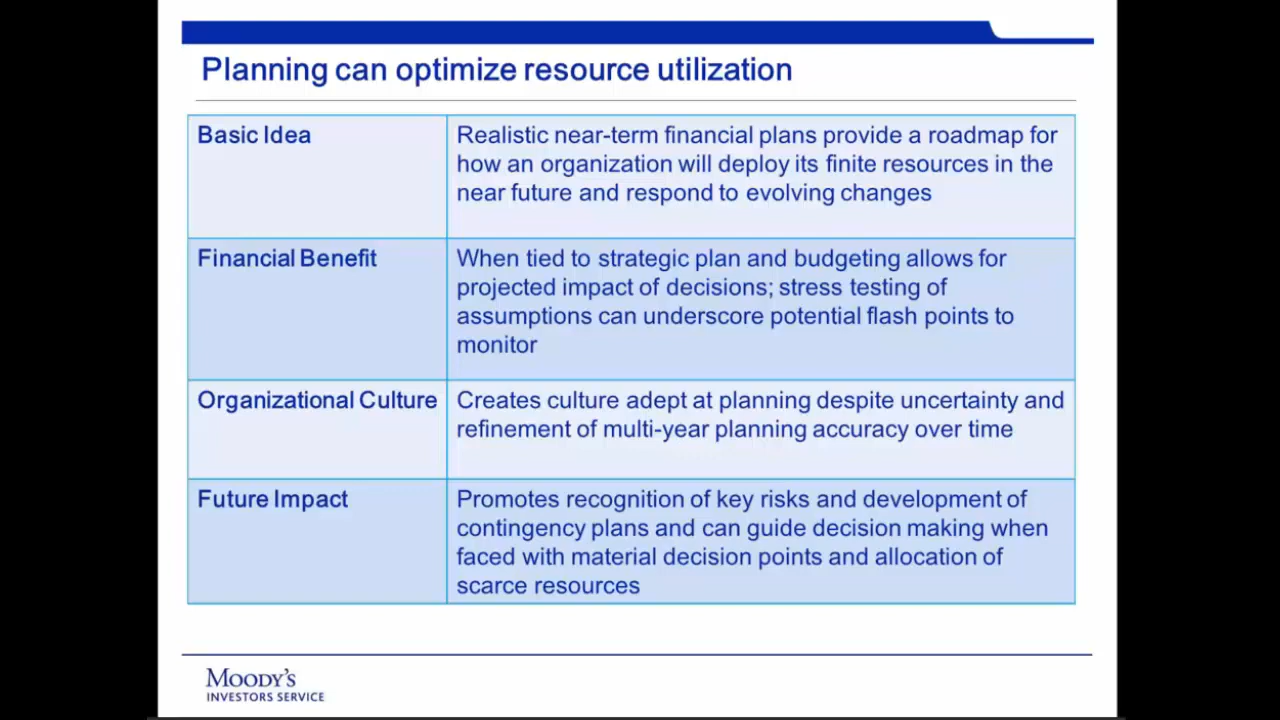 Planning can optimize resource utilization
Basic Idea
Realistic near-term financial plans provide a roadmap for
how an organization will deploy its finite resources in the
near future and respond to evolving changes
Financial Benefit
When tied to strategic plan and budgeting allows for
projected impact of decisions; stress testing of
assumptions can underscore potential flash points to
monitor
Organizational Culture
Creates culture adept at planning despite uncertainty and
refinement of multi-year planning accuracy over time
Future Impact
Promotes recognition of key risks and development of
contingency plans and can guide decision making when
faced with material decision points and allocation of
scarce resources
MOODY'S
INVESTORS SERVICE